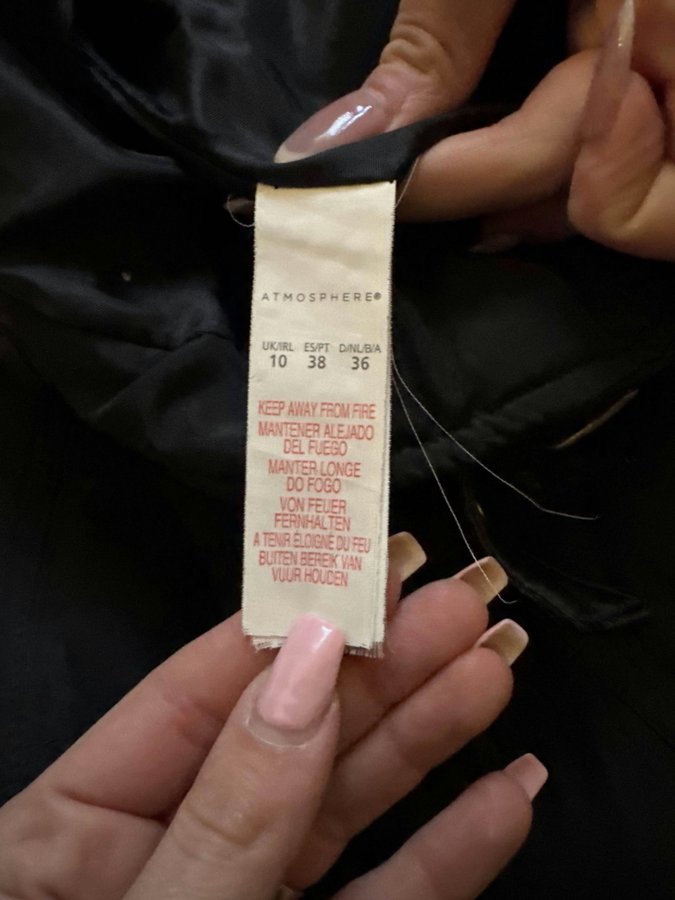 ATMOSPHERE®
UK/IRL ES/PT D/NL/B/A
10 38 36
KEEP AWAY FROM FIRE
MANTENER ALEJADO
DEL FUEGO
MANTER LONGE
DO FOGO
VON FEUER
FERNHALTEN
A TENIR ELOIGNE DU FEU
BUITEN BEREIK VAN
VUUR HOUDEN